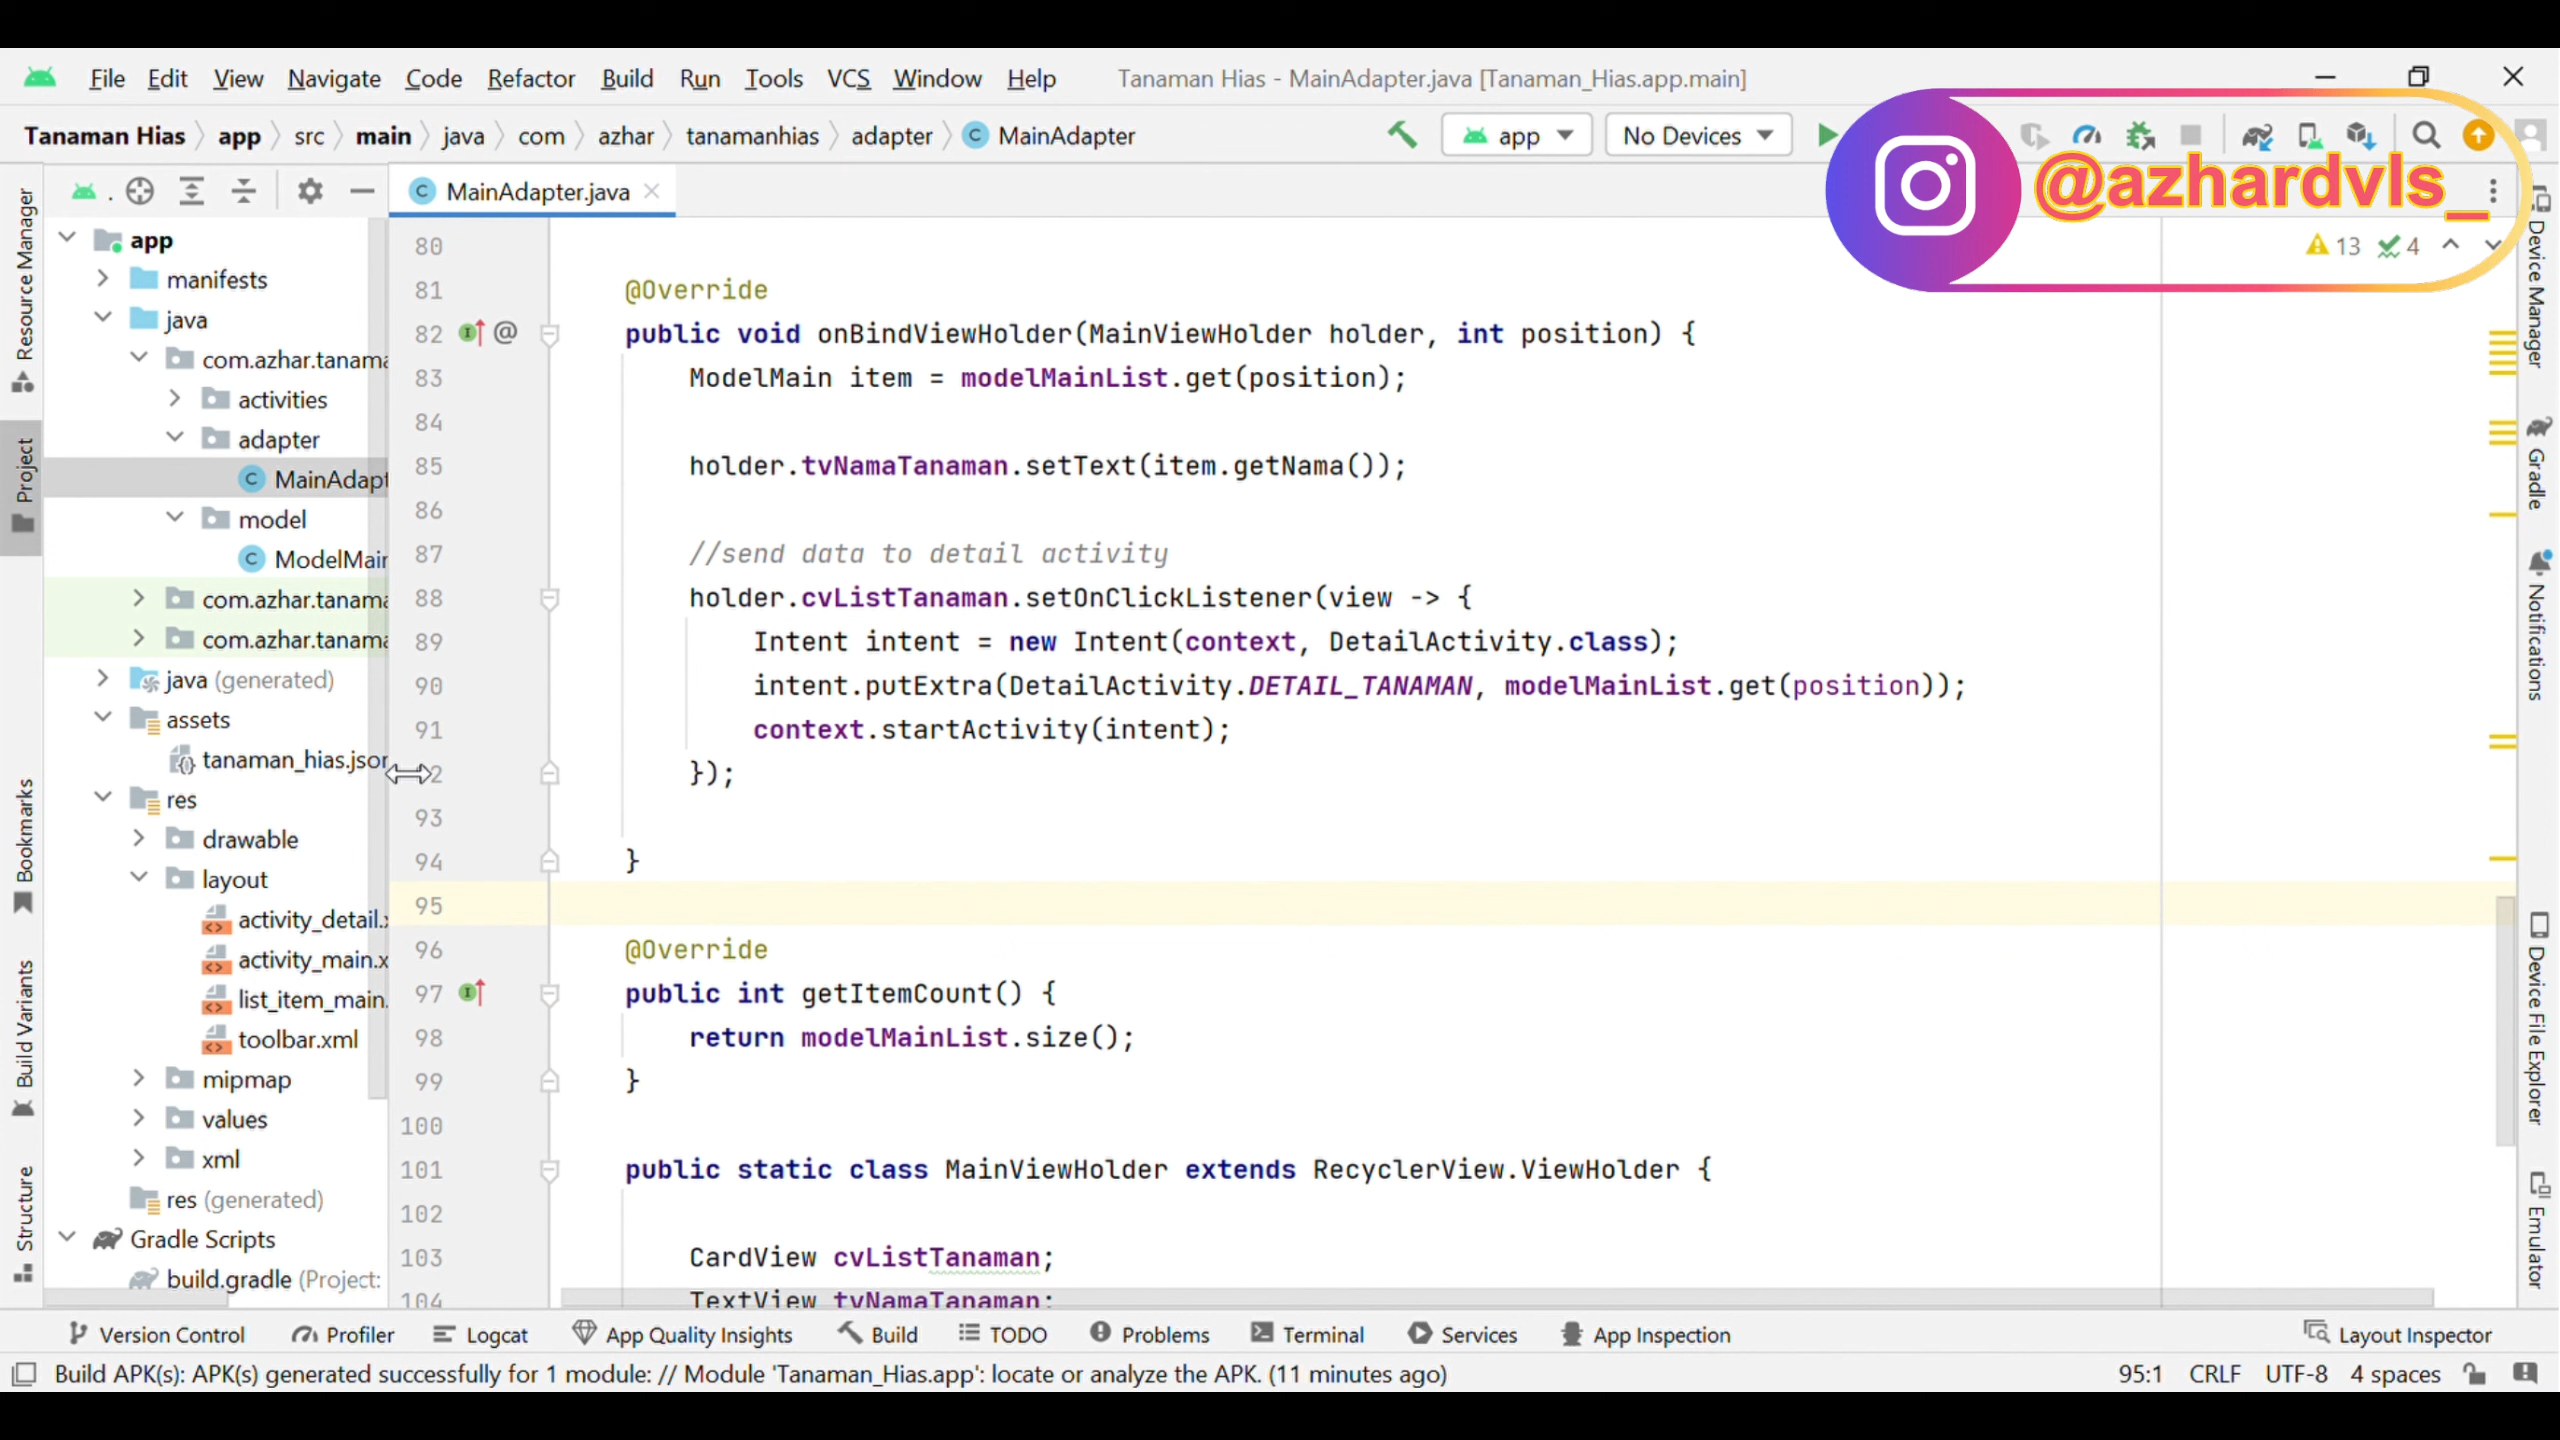 File Edit View Navigate Code Refactor Build Run Tools VCS Window Help Tanaman Hias - MainAdapter.java [Tanaman_Hias.app.main]
Tanaman Hias app src main java com azhar tanamanhias adapter MainAdapter app No Devices
@azhardvls_
MainAdapter.java
13 4
Resource Manager
Project
Bookmarks
Build Variants
Structure
app
manifests
java
com.azhar.tanama
activities
adapter
MainAdapt
model
ModelMain
com.azhar.tanama
com.azhar.tanama
java (generated)
assets
tanaman_hias.json
res
drawable
layout
activity_detail.x
activity_main.x
list_item_main.
toolbar.xml
mipmap
values
xml
res (generated)
Gradle Scripts
build.gradle (Project:
80
81 @Override
82 @ public void onBindViewHolder(MainViewHolder holder, int position) {
83 ModelMain item = modelMainList.get(position);
84
85 holder.tvNamaTanaman.setText(item.getNama());
86
87 //send data to detail activity
88 holder.cvListTanaman.setOnClickListener(view -> {
89 Intent intent = new Intent(context, DetailActivity.class);
90 intent.putExtra(DetailActivity.DETAIL_TANAMAN, modelMainList.get(position));
91 context.startActivity(intent);
2 });
93
94 }
95
96 @Override
97 public int getItemCount() {
98 return modelMainList.size();
99 }
100
101 public static class MainViewHolder extends RecyclerView.ViewHolder {
102
103 CardView cvListTanaman;
104 TextView tvNamaTanaman;
Device Manager
Gradle
Notifications
Device File Explorer
Emulator
Version Control Profiler Logcat App Quality Insights Build TODO Problems Terminal Services App Inspection Layout Inspector
Build APK(s): APK(s) generated successfully for 1 module: // Module 'Tanaman_Hias.app': locate or analyze the APK. (11 minutes ago) 95:1 CRLF UTF-8 4 spaces